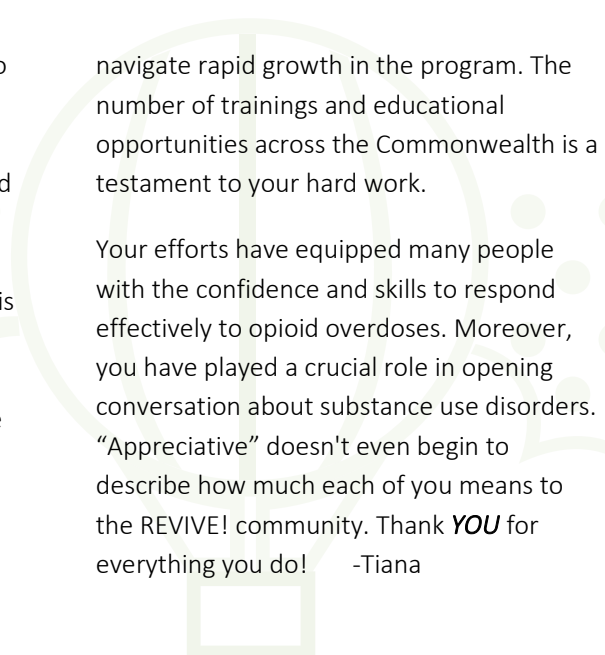 navigate rapid growth in the program. The
number of trainings and educational
opportunities across the Commonwealth is a
testament to your hard work.
Your efforts have equipped many people
with the confidence and skills to respond
effectively to opioid overdoses. Moreover,
you have played a crucial role in opening
conversation about substance use disorders.
“Appreciative” doesn't even begin to
describe how much each of you means to
the REVIVE! community. Thank YOU for
everything you do! -Tiana